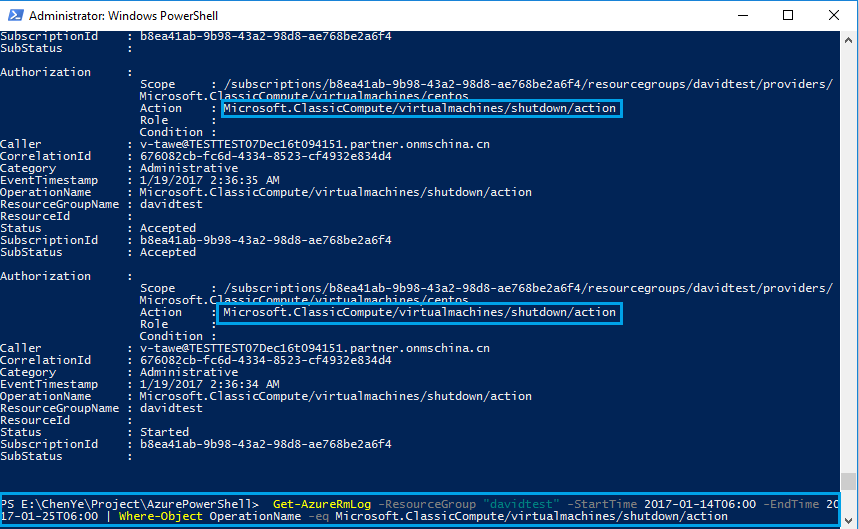 Administrator: Windows PowerShell
SubscriptionId    : b8ea41ab-9b98-43a2-98d8-ae768be2a6f4
SubStatus         :
Authorization     :
Scope     : /subscriptions/b8ea41ab-9b98-43a2-98d8-ae768be2a6f4/resourcegroups/davidtest/providers/
Microsoft.ClassicCompute/virtualmachines/centos
Action    : Microsoft.ClassicCompute/virtualmachines/shutdown/action
Role      :
Condition :
Caller            : v-tawe@TESTTEST07Dec16t094151.partner.onmschina.cn
CorrelationId     : 676082cb-fc6d-4334-8523-cf4932e834d4
Category          : Administrative
EventTimestamp    : 1/19/2017 2:36:35 AM
OperationName     : Microsoft.ClassicCompute/virtualmachines/shutdown/action
ResourceGroupName : davidtest
ResourceId        :
Status            : Accepted
SubscriptionId    : b8ea41ab-9b98-43a2-98d8-ae768be2a6f4
SubStatus         : Accepted
Authorization     :
Scope     : /subscriptions/b8ea41ab-9b98-43a2-98d8-ae768be2a6f4/resourcegroups/davidtest/providers/
Microsoft.ClassicCompute/virtualmachines/centos
Action    : Microsoft.ClassicCompute/virtualmachines/shutdown/action
Role      :
Condition :
Caller            : v-tawe@TESTTEST07Dec16t094151.partner.onmschina.cn
CorrelationId     : 676082cb-fc6d-4334-8523-cf4932e834d4
Category          : Administrative
EventTimestamp    : 1/19/2017 2:36:34 AM
OperationName     : Microsoft.ClassicCompute/virtualmachines/shutdown/action
ResourceGroupName : davidtest
ResourceId        :
Status            : Started
SubscriptionId    : b8ea41ab-9b98-43a2-98d8-ae768be2a6f4
SubStatus         :
PS E:\ChenYe\Project\AzurePowerShell>  Get-AzureRmLog -ResourceGroup "davidtest" -StartTime 2017-01-14T06:00 -EndTime 20
17-01-25T06:00 | Where-Object OperationName -eq Microsoft.ClassicCompute/virtualmachines/shutdown/action